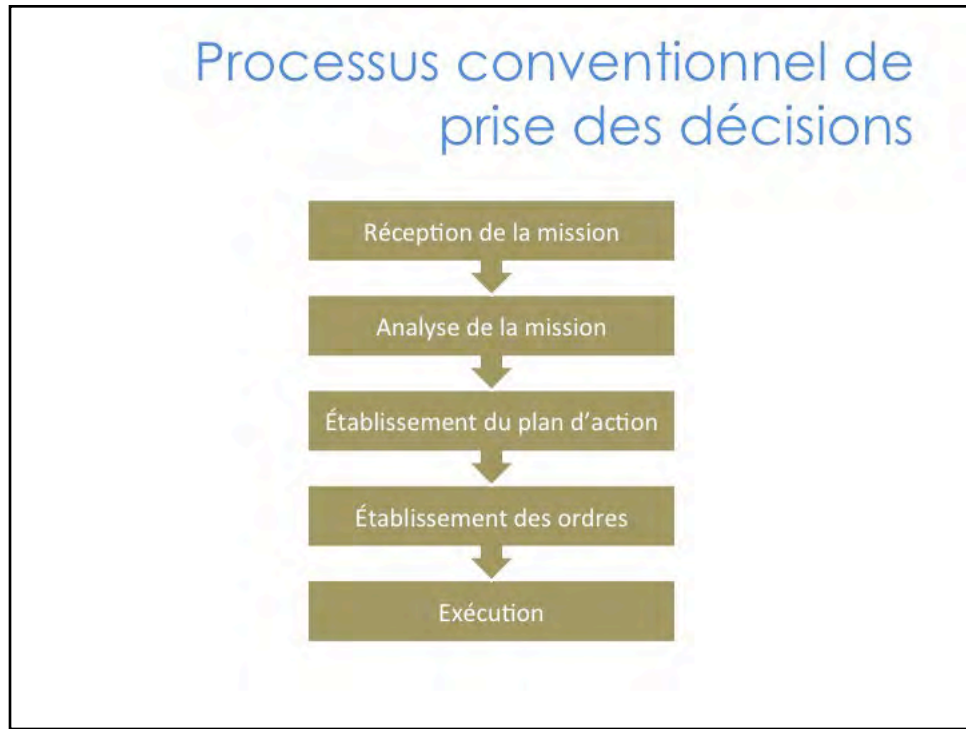 Processus conventionnel de
prise des décisions
Réception de la mission
Analyse de la mission
Établissement du plan d’action
Établissement des ordres
Exécution